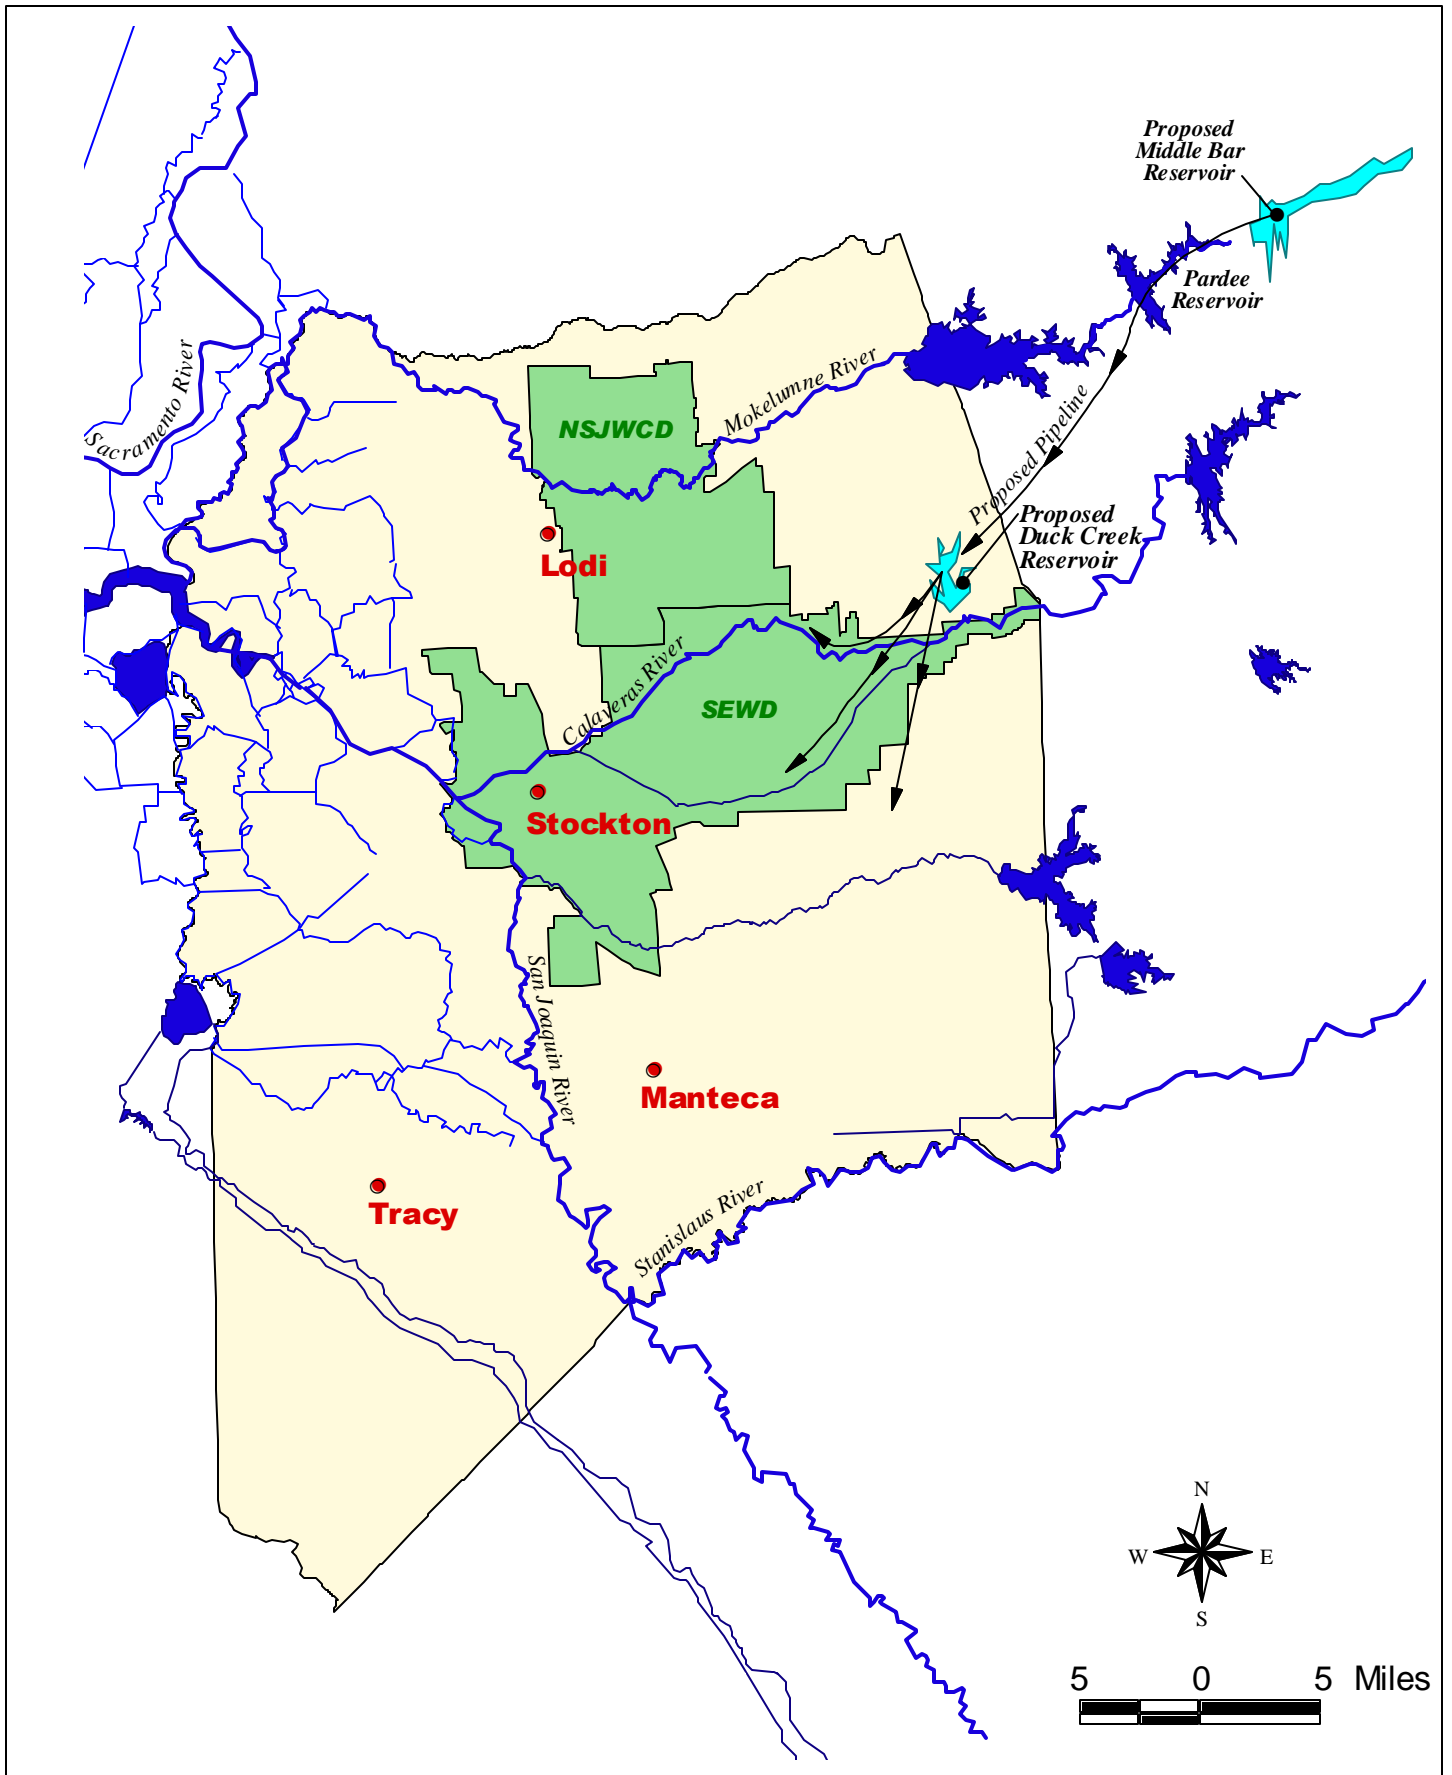 Proposed
Middle Bar
Reservoir
Pardee
Reservoir
Sacramento River
Mokelumne River
NSJWCD
Proposed Pipeline
Proposed
Duck Creek
Reservoir
Lodi
Calaveras River
SEWD
Stockton
San Joaquin River
Manteca
Tracy
Stanislaus River
N
W
E
S
5 0 5 Miles